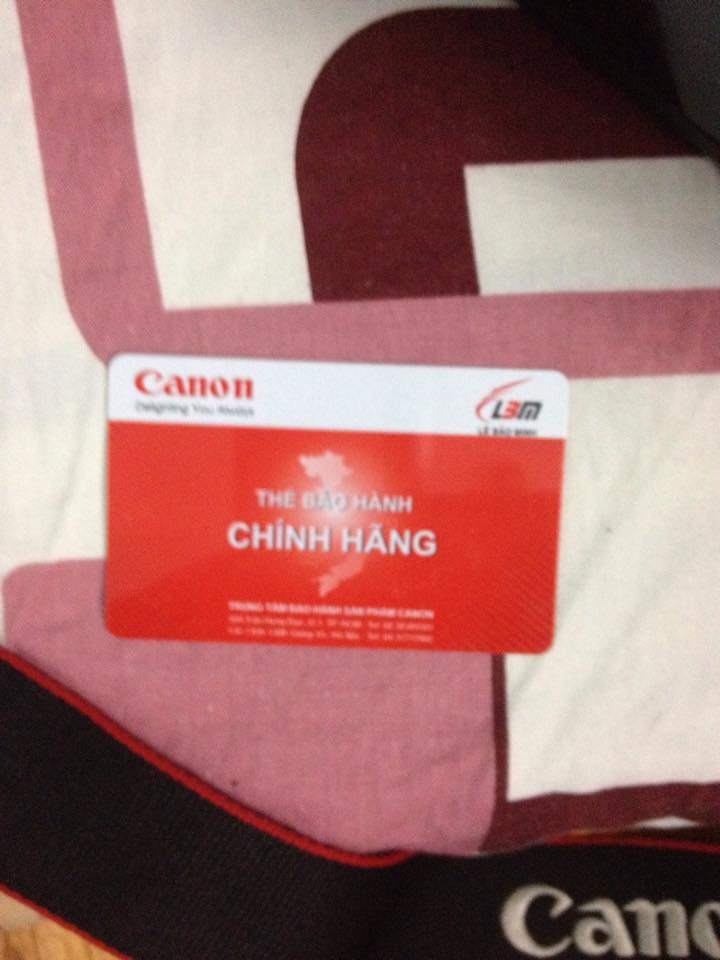 Canon
Delighting You Always
LBM
LÊ BẢO MINH
THẺ BẢO HÀNH
CHÍNH HÃNG
TRUNG TÂM BẢO HÀNH SẢN PHẨM CANON
Cano